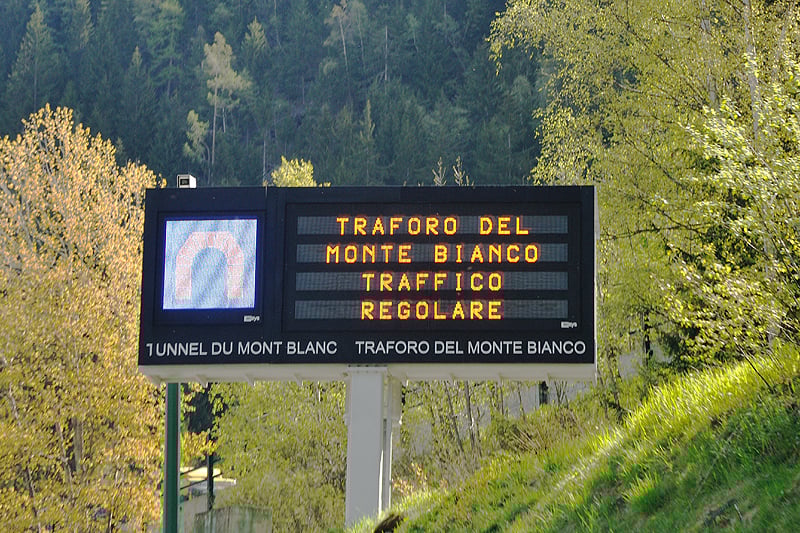 TRAFORO DEL
MONTE BIANCO
TRAFFICO
REGOLARE
TUNNEL DU MONT BLANC TRAFORO DEL MONTE BIANCO